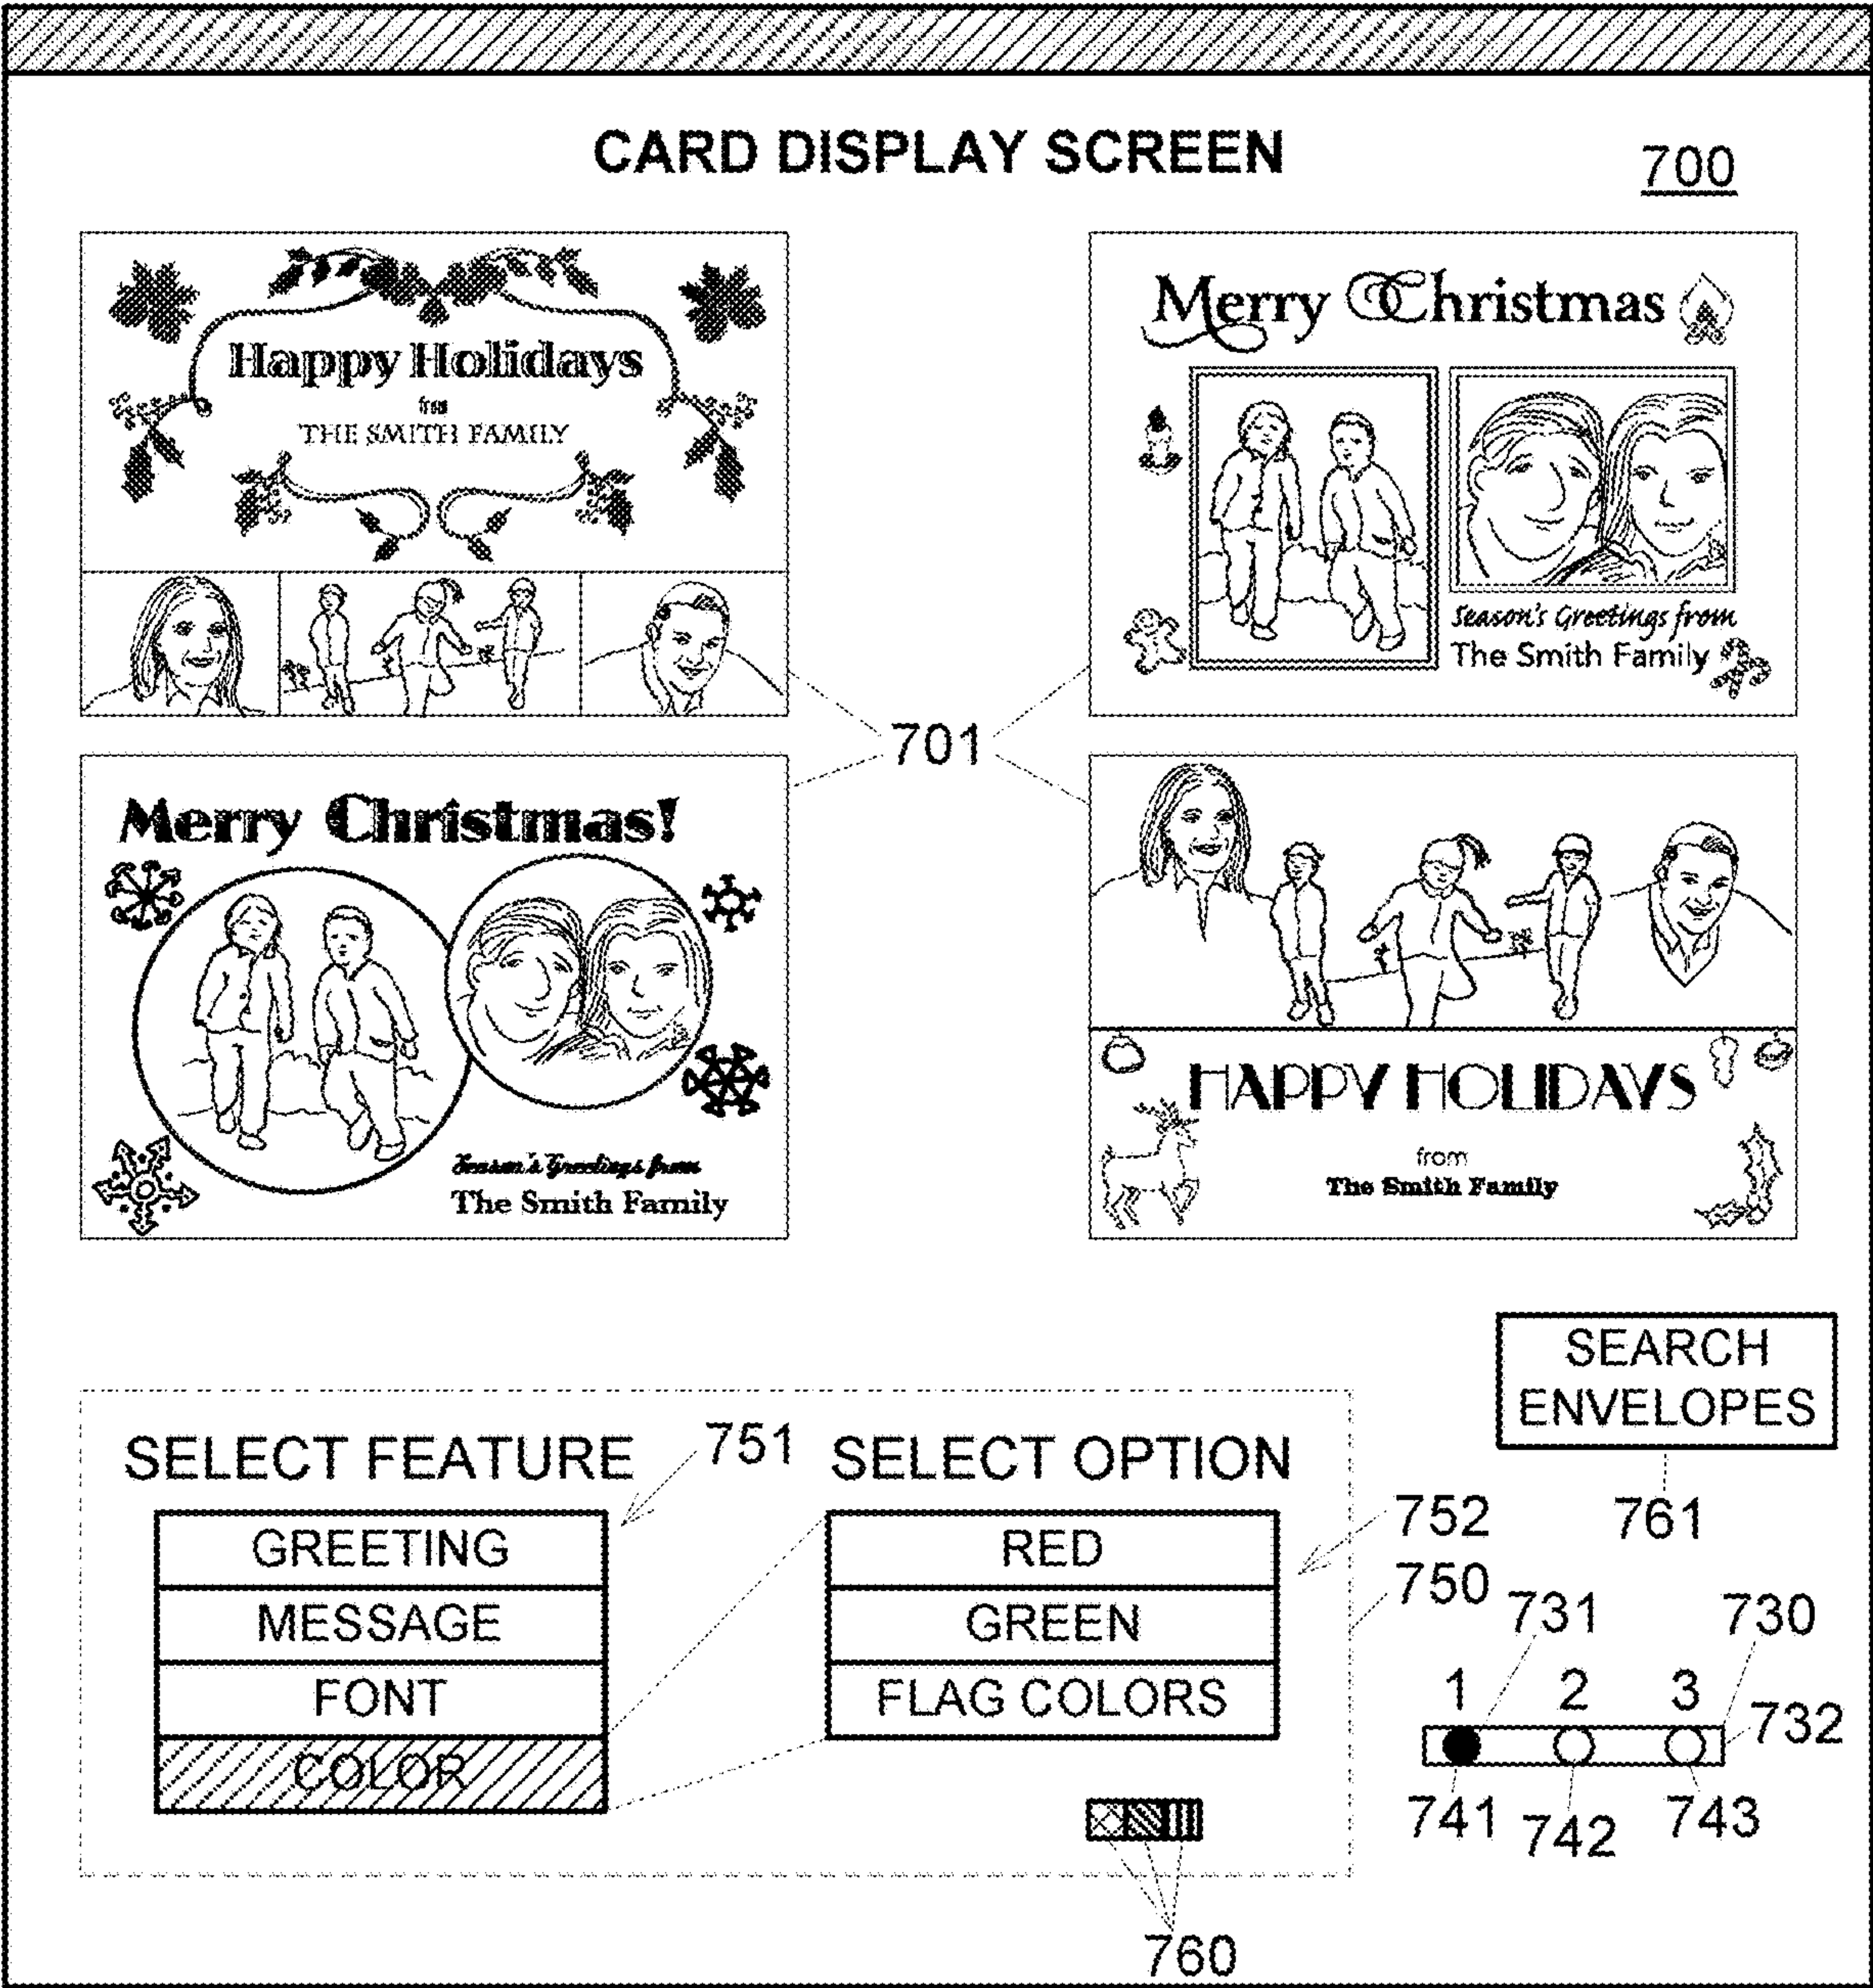 CARD DISPLAY SCREEN
700
Happy Holidays
from
THE SMITH FAMILY
Merry Christmas
Season's Greetings from
The Smith Family
701
Merry Christmas!
Season's Greetings from
The Smith Family
HAPPY HOLIDAYS
from
The Smith Family
SEARCH
ENVELOPES
761
SELECT FEATURE
751
GREETING
MESSAGE
FONT
COLOR
SELECT OPTION
RED
GREEN
FLAG COLORS
752
750
731
730
1 2 3
732
741
742
743
760